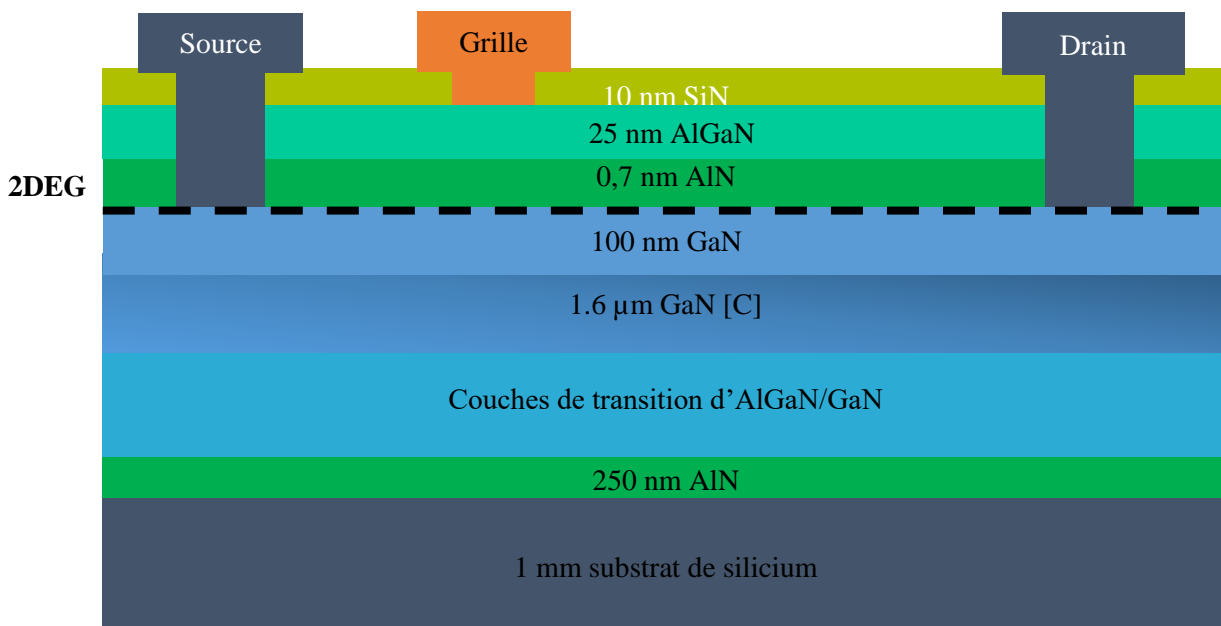 Source
Grille
Drain
10 nm SiN
25 nm AlGaN
0,7 nm AlN
2DEG
100 nm GaN
1.6 µm GaN [C]
Couches de transition d’AlGaN/GaN
250 nm AlN
1 mm substrat de silicium